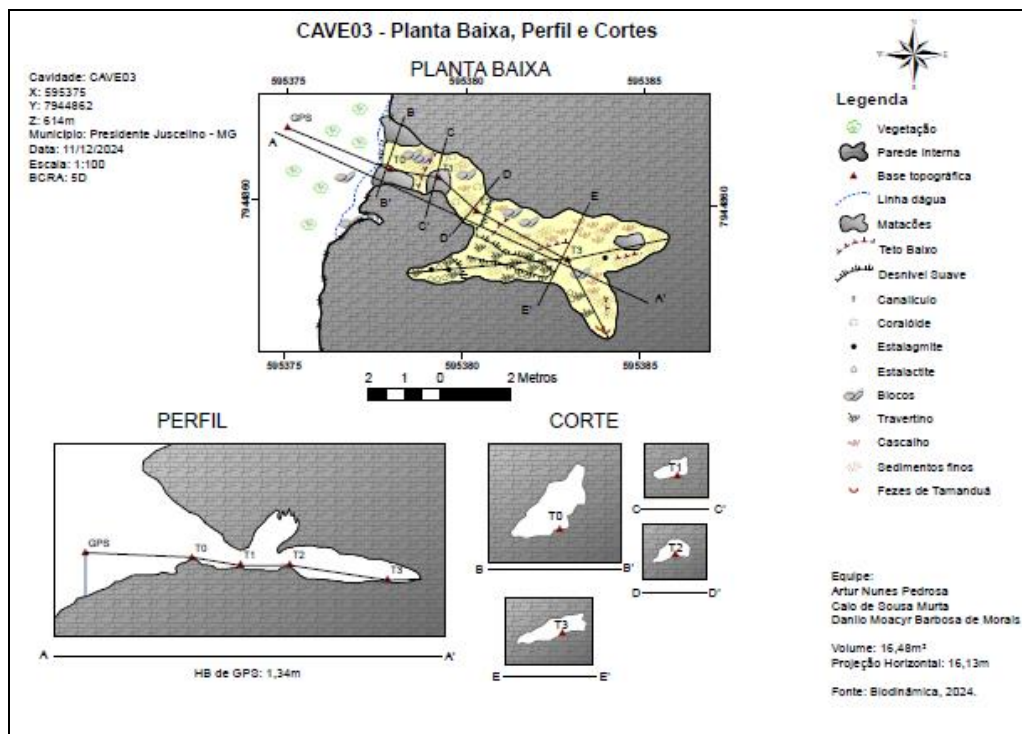 CAVE03 - Planta Baixa, Perfil e Cortes
Cavidade: CAVE03
X: 595375
Y: 7944862
Z: 614m
Município: Presidente Juscelino - MG
Data: 11/12/2024
Escala: 1:100
BCRA: 5D
PLANTA BAIXA
595375
595380
595385
GPS
A
B
C
T0
T1
D
E
7944860
7944860
B'
C'
D'
T3
E'
A'
595375
595380
595385
2 1 0 2 Metros
N
Legenda
Vegetação
Parede Interna
Base topográfica
Linha dágua
Matacões
Teto Baixo
Desnível Suave
Canalículo
Coralóide
Estalagmite
Estalactite
Blocos
Travertino
Cascalho
Sedimentos finos
Fezes de Tamanduá
PERFIL
GPS
T0
T1
T2
T3
A A'
HB de GPS: 1,34m
CORTE
T0
B B'
T1
C C'
T2
D D'
T3
E E'
Equipe:
Artur Nunes Pedrosa
Caio de Sousa Murta
Danilo Moacyr Barbosa de Morais
Volume: 16,48m³
Projeção Horizontal: 16,13m
Fonte: Biodinâmica, 2024.